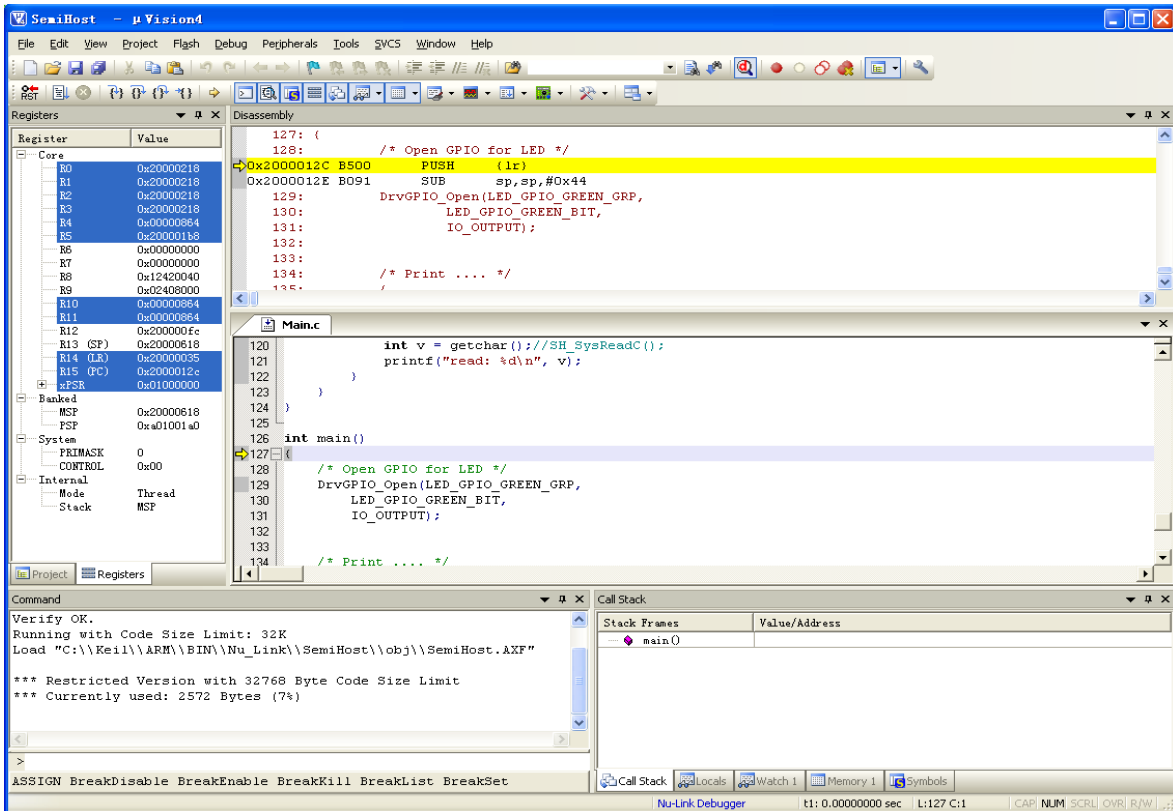 SemiHost - µVision4
File Edit View Project Flash Debug Peripherals Tools SVCS Window Help
RST
Registers
Register Value
Core
R0 0x20000218
R1 0x20000218
R2 0x20000218
R3 0x20000218
R4 0x00000864
R5 0x200001b8
R6 0x00000000
R7 0x00000000
R8 0x12420040
R9 0x02408000
R10 0x00000864
R11 0x00000864
R12 0x200000fc
R13 (SP) 0x20000618
R14 (LR) 0x20000035
R15 (PC) 0x2000012c
xPSR 0x01000000
Banked
MSP 0x20000618
PSP 0xa01001a0
System
PRIMASK 0
CONTROL 0x00
Internal
Mode Thread
Stack MSP
Project Registers
Disassembly
127: {
128: /* Open GPIO for LED */
0x2000012C B500 PUSH {lr}
0x2000012E B091 SUB sp,sp,#0x44
129: DrvGPIO_Open(LED_GPIO_GREEN_GRP,
130: LED_GPIO_GREEN_BIT,
131: IO_OUTPUT);
132:
133:
134: /* Print .... */
135: {
Main.c
120 int v = getchar();//SH_SysReadC();
121 printf("read: %d\n", v);
122 }
123 }
124 }
125
126 int main()
127 {
128 /* Open GPIO for LED */
129 DrvGPIO_Open(LED_GPIO_GREEN_GRP,
130 LED_GPIO_GREEN_BIT,
131 IO_OUTPUT);
132
133
134 /* Print .... */
Command
Verify OK.
Running with Code Size Limit: 32K
Load "C:\\Keil\\ARM\\BIN\\Nu_Link\\SemiHost\\obj\\SemiHost.AXF"
*** Restricted Version with 32768 Byte Code Size Limit
*** Currently used: 2572 Bytes (7%)
>
ASSIGN BreakDisable BreakEnable BreakKill BreakList BreakSet
Call Stack
Stack Frames Value/Address
main()
Call Stack Locals Watch 1 Memory 1 Symbols
Nu-Link Debugger t1: 0.00000000 sec L:127 C:1 CAP NUM SCRL OVR R/W